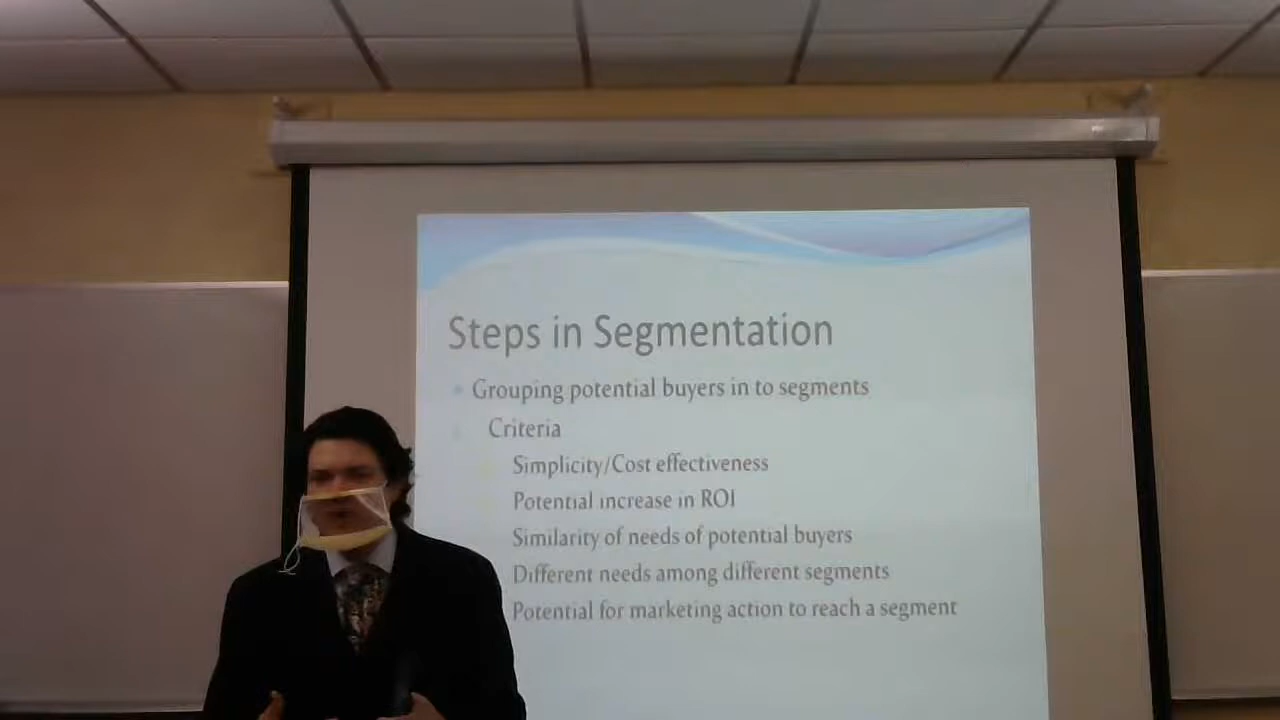 Steps in Segmentation
Grouping potential buyers in to segments
Criteria
Simplicity/Cost effectiveness
Potential increase in ROI
Similarity of needs of potential buyers
Different needs among different segments
Potential for marketing action to reach a segment